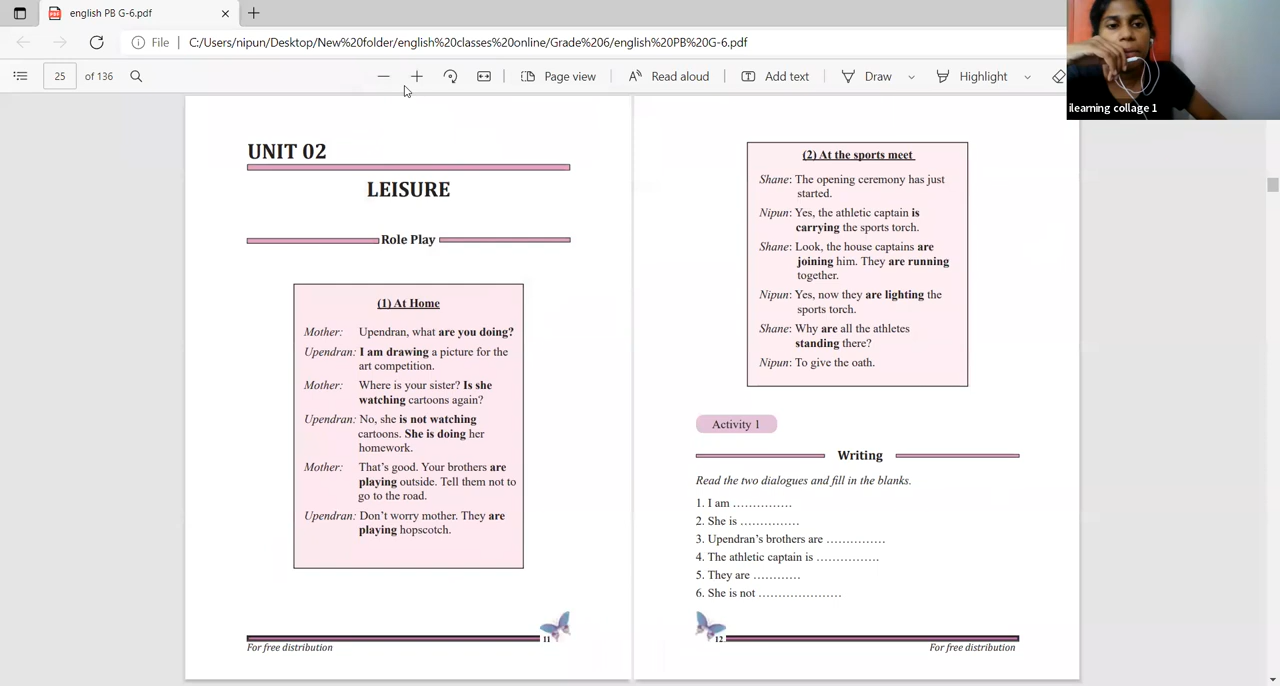 english PB G-6.pdf
File
C:/Users/nipun/Desktop/New%20folder/english%20classes%20online/Grade%206/english%20PB%20G-6.pdf
25 of 136
Page view
Read aloud
Add text
Draw
Highlight
ilearning collage 1
UNIT 02
LEISURE
Role Play
(1) At Home
Mother: Upendran, what are you doing?
Upendran: I am drawing a picture for the
art competition.
Mother: Where is your sister? Is she
watching cartoons again?
Upendran: No, she is not watching
cartoons. She is doing her
homework.
Mother: That's good. Your brothers are
playing outside. Tell them not to
go to the road.
Upendran: Don't worry mother. They are
playing hopscotch.
11
For free distribution
(2) At the sports meet
Shane: The opening ceremony has just
started.
Nipun: Yes, the athletic captain is
carrying the sports torch.
Shane: Look, the house captains are
joining him. They are running
together.
Nipun: Yes, now they are lighting the
sports torch.
Shane: Why are all the athletes
standing there?
Nipun: To give the oath.
Activity 1
Writing
Read the two dialogues and fill in the blanks.
1. I am ……………
2. She is ……………
3. Upendran's brothers are ……………
4. The athletic captain is …………….
5. They are …………
6. She is not …………………
12
For free distribution